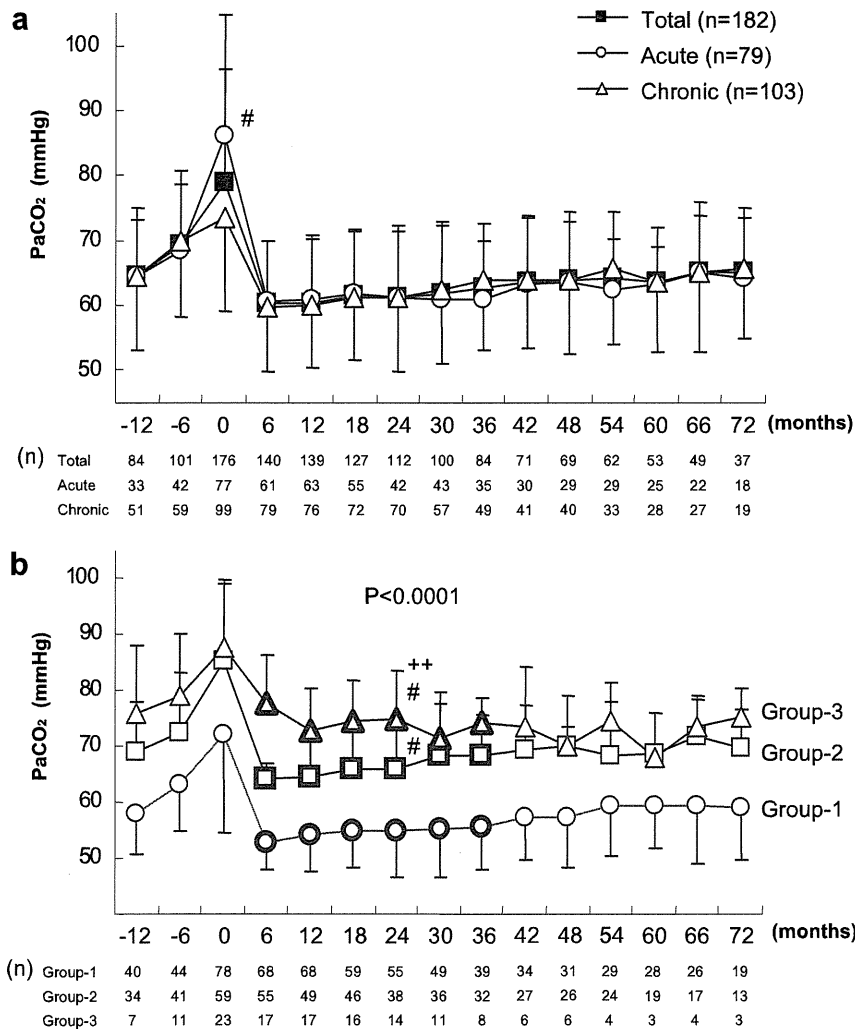 a
Total (n=182)
Acute (n=79)
Chronic (n=103)
PaCO₂ (mmHg)
100
90
80
70
60
50
#
-12 -6 0 6 12 18 24 30 36 42 48 54 60 66 72 (months)
(n)
Total 84 101 176 140 139 127 112 100 84 71 69 62 53 49 37
Acute 33 42 77 61 63 55 42 43 35 30 29 29 25 22 18
Chronic 51 59 99 79 76 72 70 57 49 41 40 33 28 27 19
b
P<0.0001
PaCO₂ (mmHg)
100
90
80
70
60
50
++
#
#
Group-3
Group-2
Group-1
-12 -6 0 6 12 18 24 30 36 42 48 54 60 66 72 (months)
(n)
Group-1 40 44 78 68 68 59 55 49 39 34 31 29 28 26 19
Group-2 34 41 59 55 49 46 38 36 32 27 26 24 19 17 13
Group-3 7 11 23 17 17 16 14 11 8 6 6 4 3 4 3